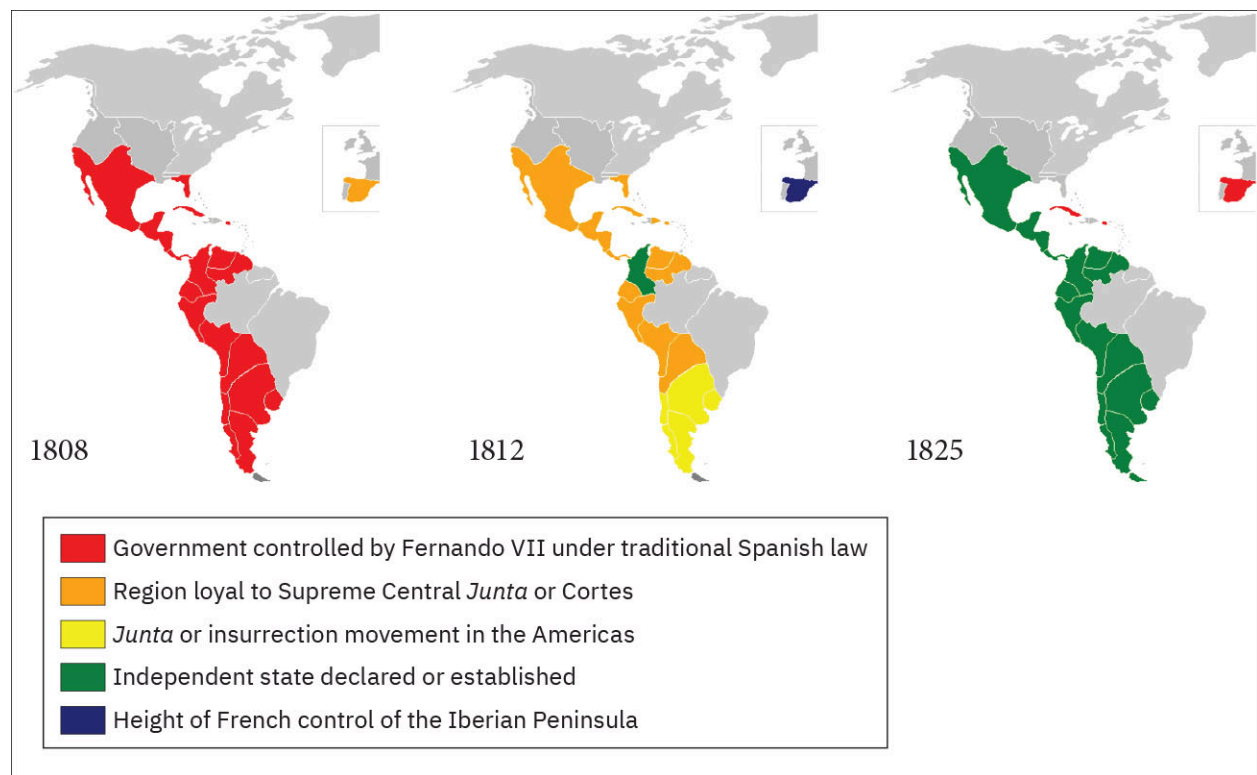 1808
1812
1825
Government controlled by Fernando VII under traditional Spanish law
Region loyal to Supreme Central Junta or Cortes
Junta or insurrection movement in the Americas
Independent state declared or established
Height of French control of the Iberian Peninsula